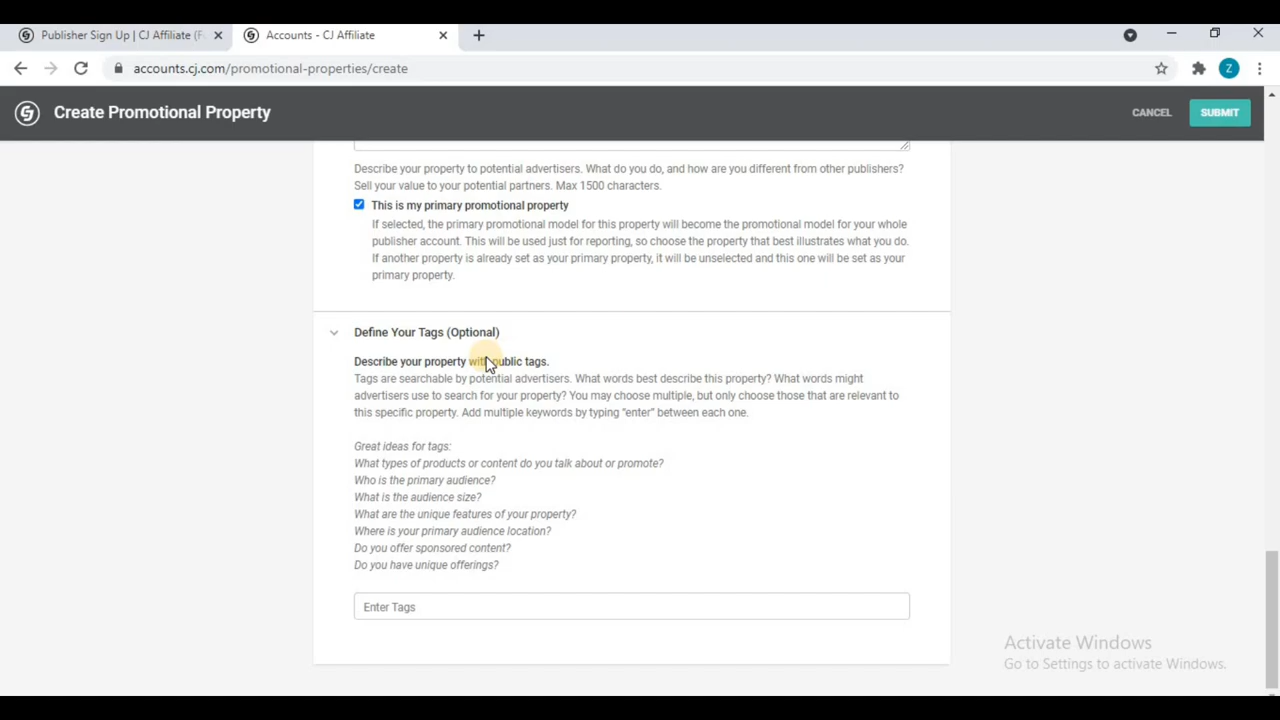 Publisher Sign Up | CJ Affiliate (F
Accounts - CJ Affiliate
accounts.cj.com/promotional-properties/create
Z
Create Promotional Property
CANCEL
SUBMIT
Describe your property to potential advertisers. What do you do, and how are you different from other publishers?
Sell your value to your potential partners. Max 1500 characters.
This is my primary promotional property
If selected, the primary promotional model for this property will become the promotional model for your whole
publisher account. This will be used just for reporting, so choose the property that best illustrates what you do.
If another property is already set as your primary property, it will be unselected and this one will be set as your
primary property.
Define Your Tags (Optional)
Describe your property with public tags.
Tags are searchable by potential advertisers. What words best describe this property? What words might
advertisers use to search for your property? You may choose multiple, but only choose those that are relevant to
this specific property. Add multiple keywords by typing "enter" between each one.
Great ideas for tags:
What types of products or content do you talk about or promote?
Who is the primary audience?
What is the audience size?
What are the unique features of your property?
Where is your primary audience location?
Do you offer sponsored content?
Do you have unique offerings?
Enter Tags
Activate Windows
Go to Settings to activate Windows.